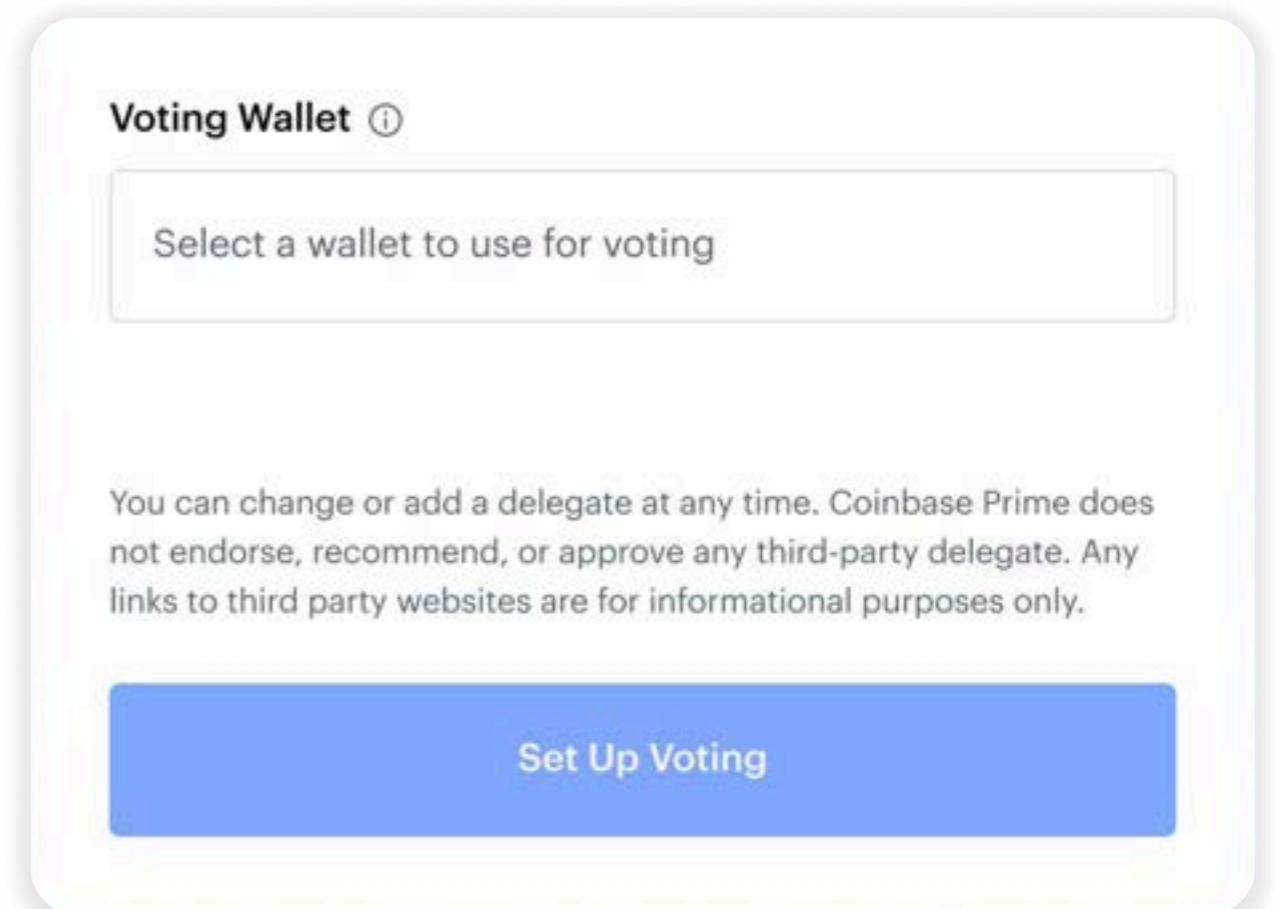 Voting Wallet
Select a wallet to use for voting
You can change or add a delegate at any time. Coinbase Prime does
not endorse, recommend, or approve any third-party delegate. Any
links to third party websites are for informational purposes only.
Set Up Voting